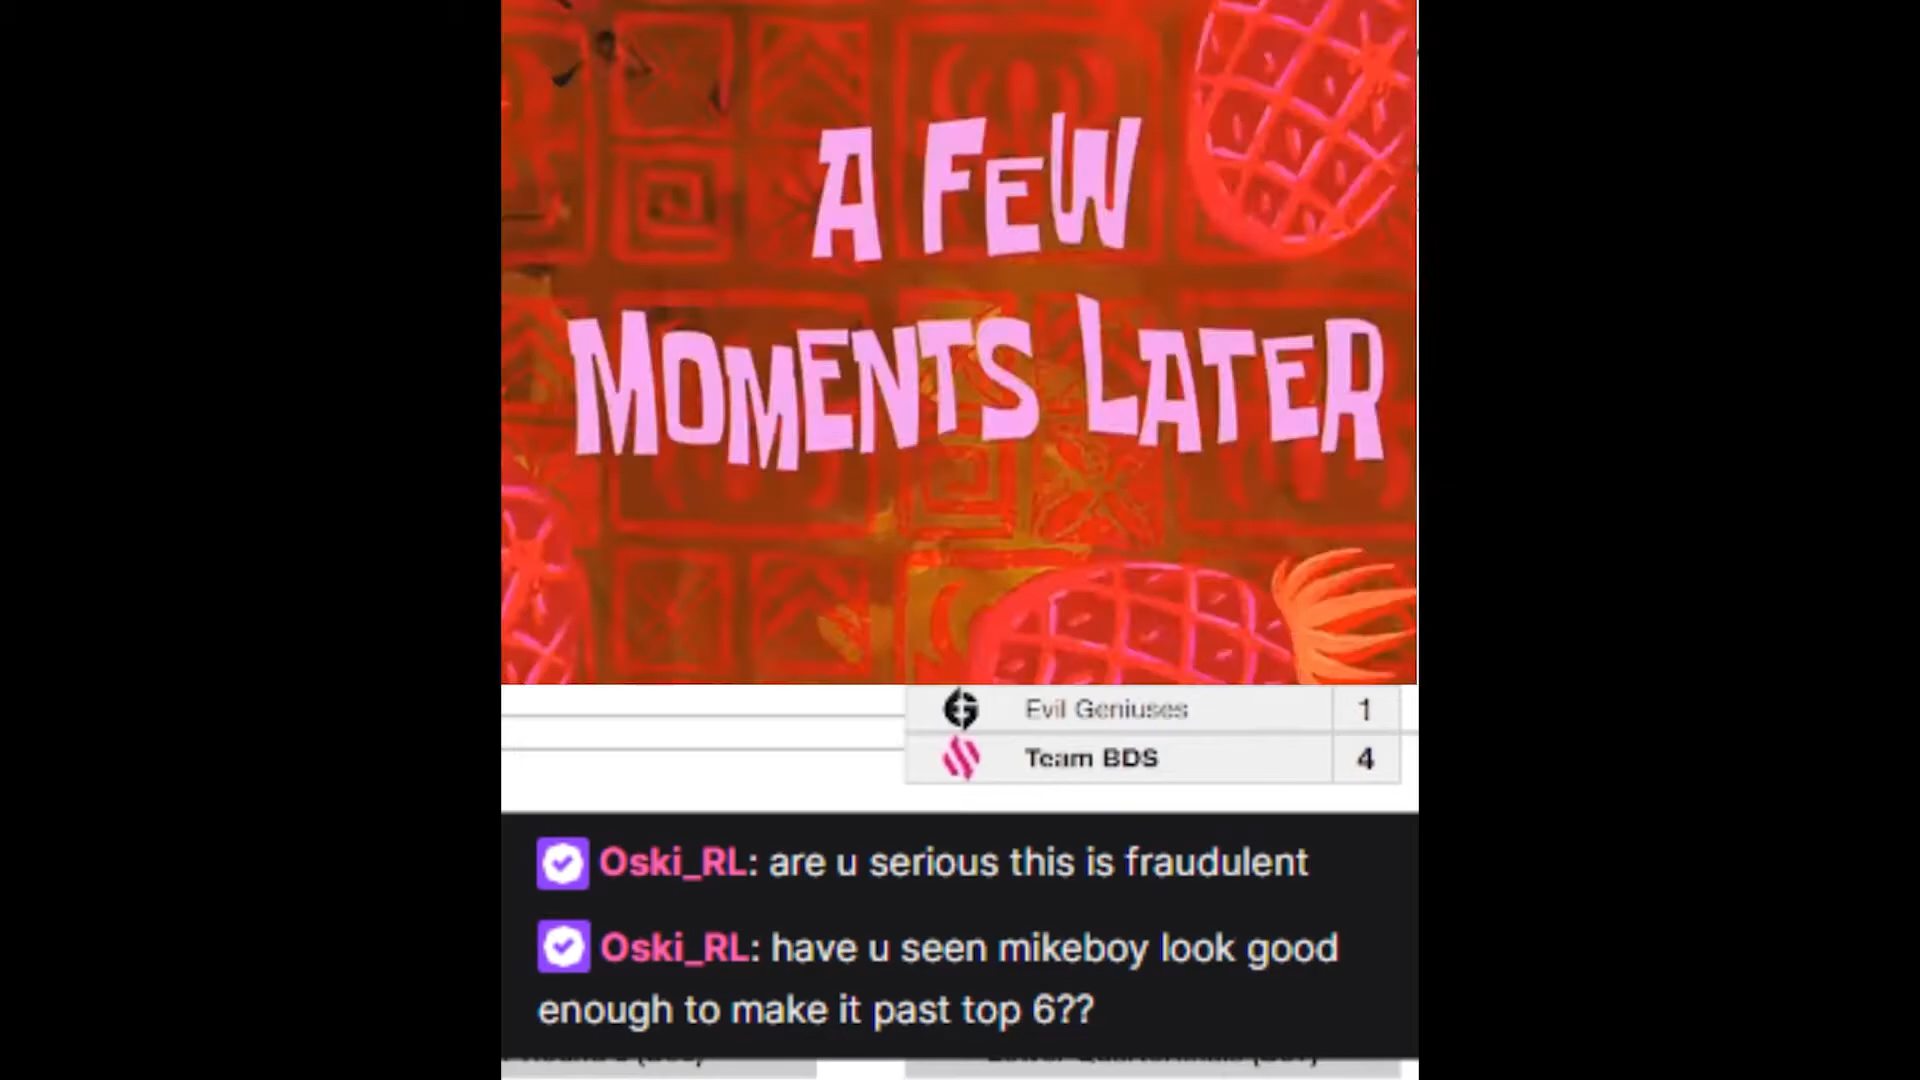 A FEW
MOMENTS LATER
Evil Geniuses 1
Team BDS 4
Oski_RL: are u serious this is fraudulent
Oski_RL: have u seen mikeboy look good
enough to make it past top 6??